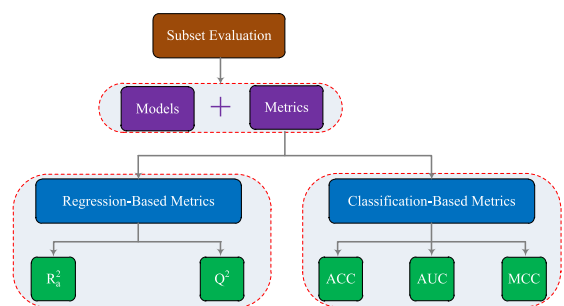 Subset Evaluation
Models + Metrics
Regression-Based Metrics
Classification-Based Metrics
R²ₐ
Q²
ACC
AUC
MCC